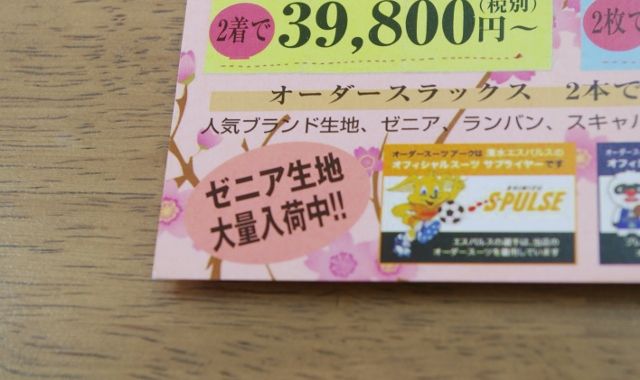 2着で 39,800円～ (税別)
2枚で
オーダースラックス 2本で
人気ブランド生地、ゼニア、ランバン、スキャバ
ゼニア生地
大量入荷中!!
オーダースーツアークは 清水エスパルスの
オフィシャルスーツ サプライヤーです
SHIMIZU
S-PULSE
エスパルスの選手は、当店の
オーダースーツを着用しています